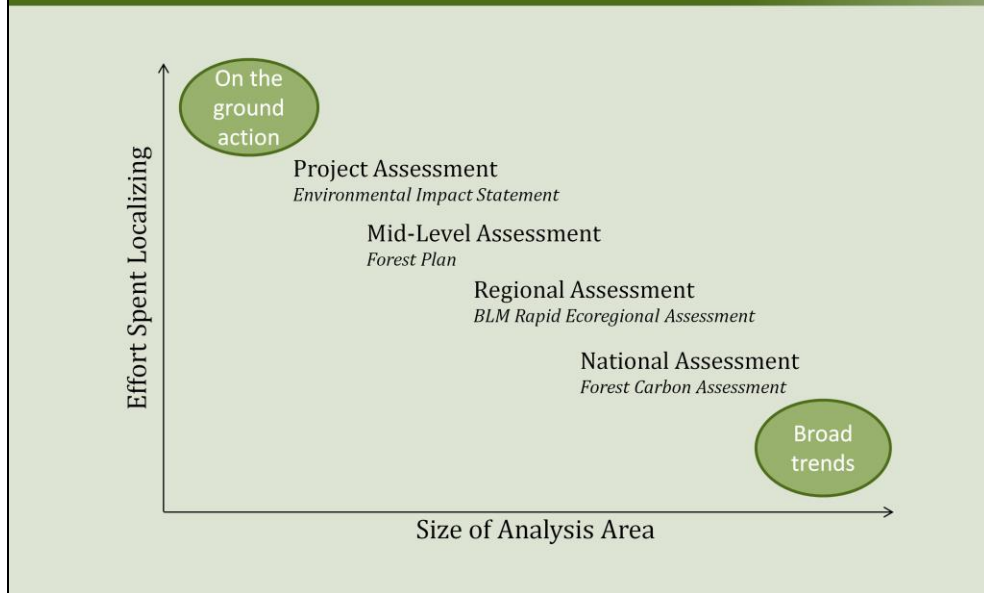 On the
ground
action
Project Assessment
Environmental Impact Statement
Mid-Level Assessment
Forest Plan
Regional Assessment
BLM Rapid Ecoregional Assessment
National Assessment
Forest Carbon Assessment
Broad
trends
Effort Spent Localizing
Size of Analysis Area